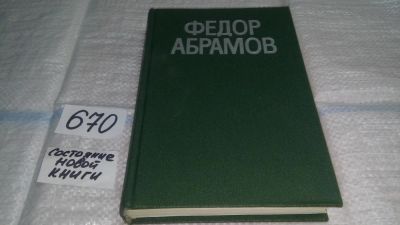 ФЕДОР
АБРАМОВ
670
состояние
новой
книги